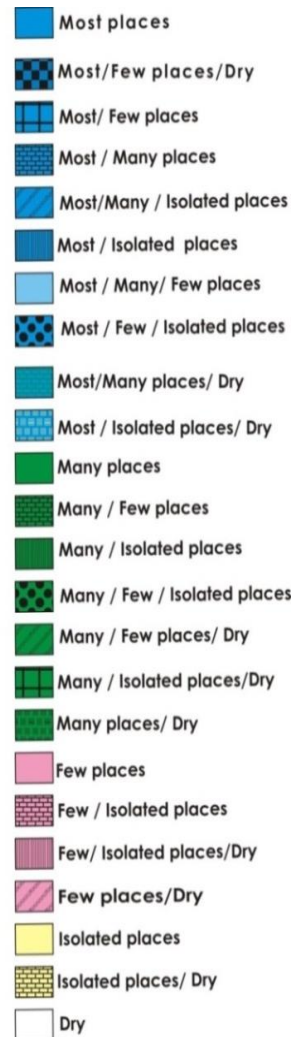 Most places
Most/Few places/Dry
Most/ Few places
Most / Many places
Most/Many / Isolated places
Most / Isolated places
Most / Many/ Few places
Most / Few / Isolated places
Most/Many places/ Dry
Most / Isolated places/ Dry
Many places
Many / Few places
Many / Isolated places
Many / Few / Isolated places
Many / Few places/ Dry
Many / Isolated places/Dry
Many places/ Dry
Few places
Few / Isolated places
Few/ Isolated places/Dry
Few places/Dry
Isolated places
Isolated places/ Dry
Dry